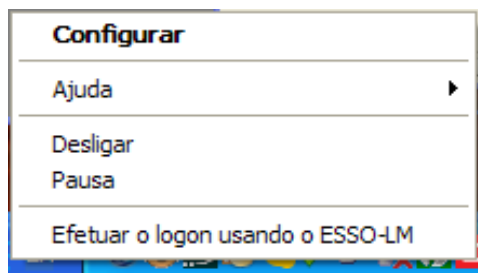 Configurar
Ajuda
Desligar
Pausa
Efetuar o logon usando o ESSO-LM